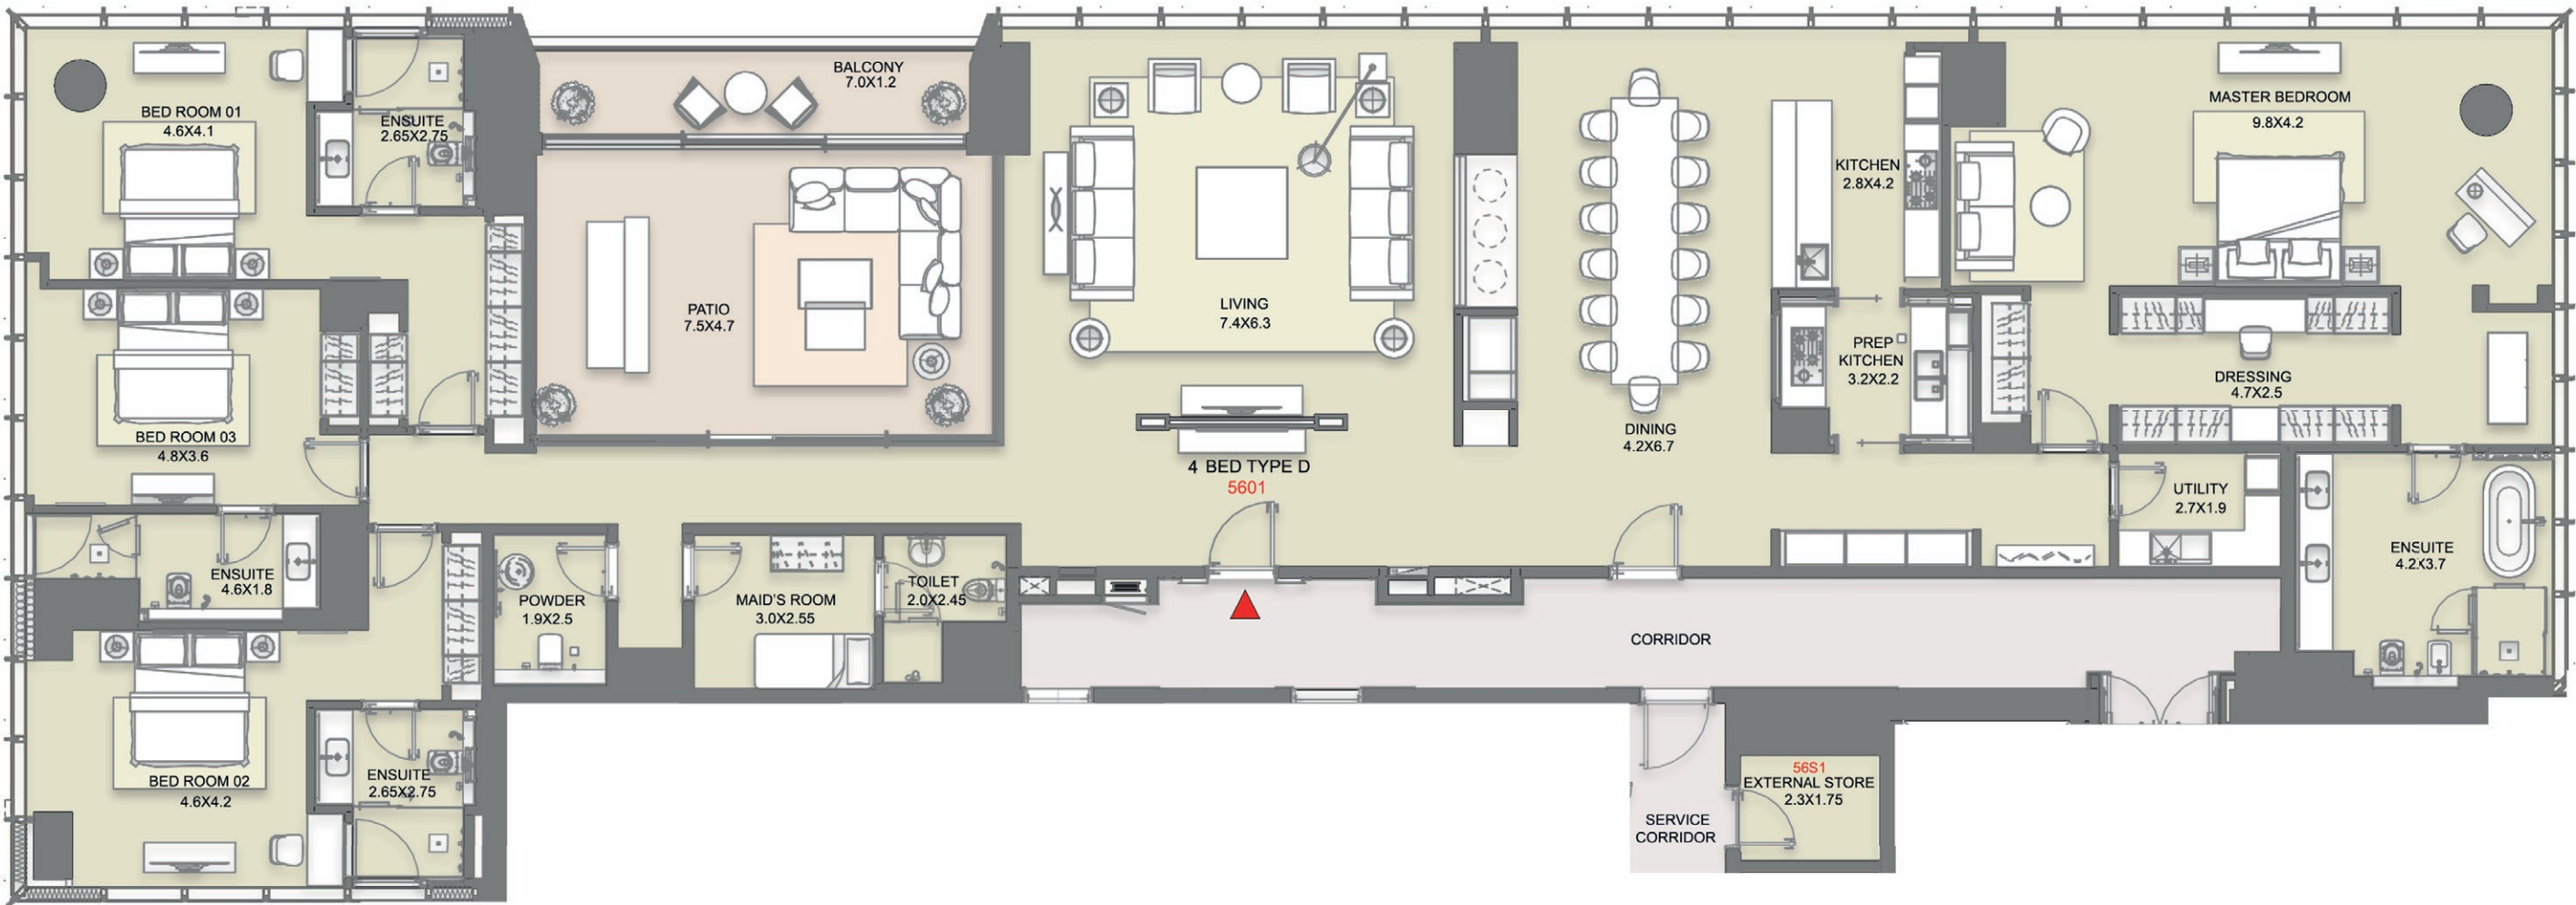 BED ROOM 01
4.6X4.1
ENSUITE
2.65X2.75
BALCONY
7.0X1.2
PATIO
7.5X4.7
LIVING
7.4X6.3
4 BED TYPE D
5601
DINING
4.2X6.7
KITCHEN
2.8X4.2
PREP
KITCHEN
3.2X2.2
MASTER BEDROOM
9.8X4.2
DRESSING
4.7X2.5
UTILITY
2.7X1.9
ENSUITE
4.2X3.7
BED ROOM 03
4.8X3.6
ENSUITE
4.6X1.8
POWDER
1.9X2.5
MAID'S ROOM
3.0X2.55
TOILET
2.0X2.45
CORRIDOR
BED ROOM 02
4.6X4.2
ENSUITE
2.65X2.75
SERVICE
CORRIDOR
56S1
EXTERNAL STORE
2.3X1.75